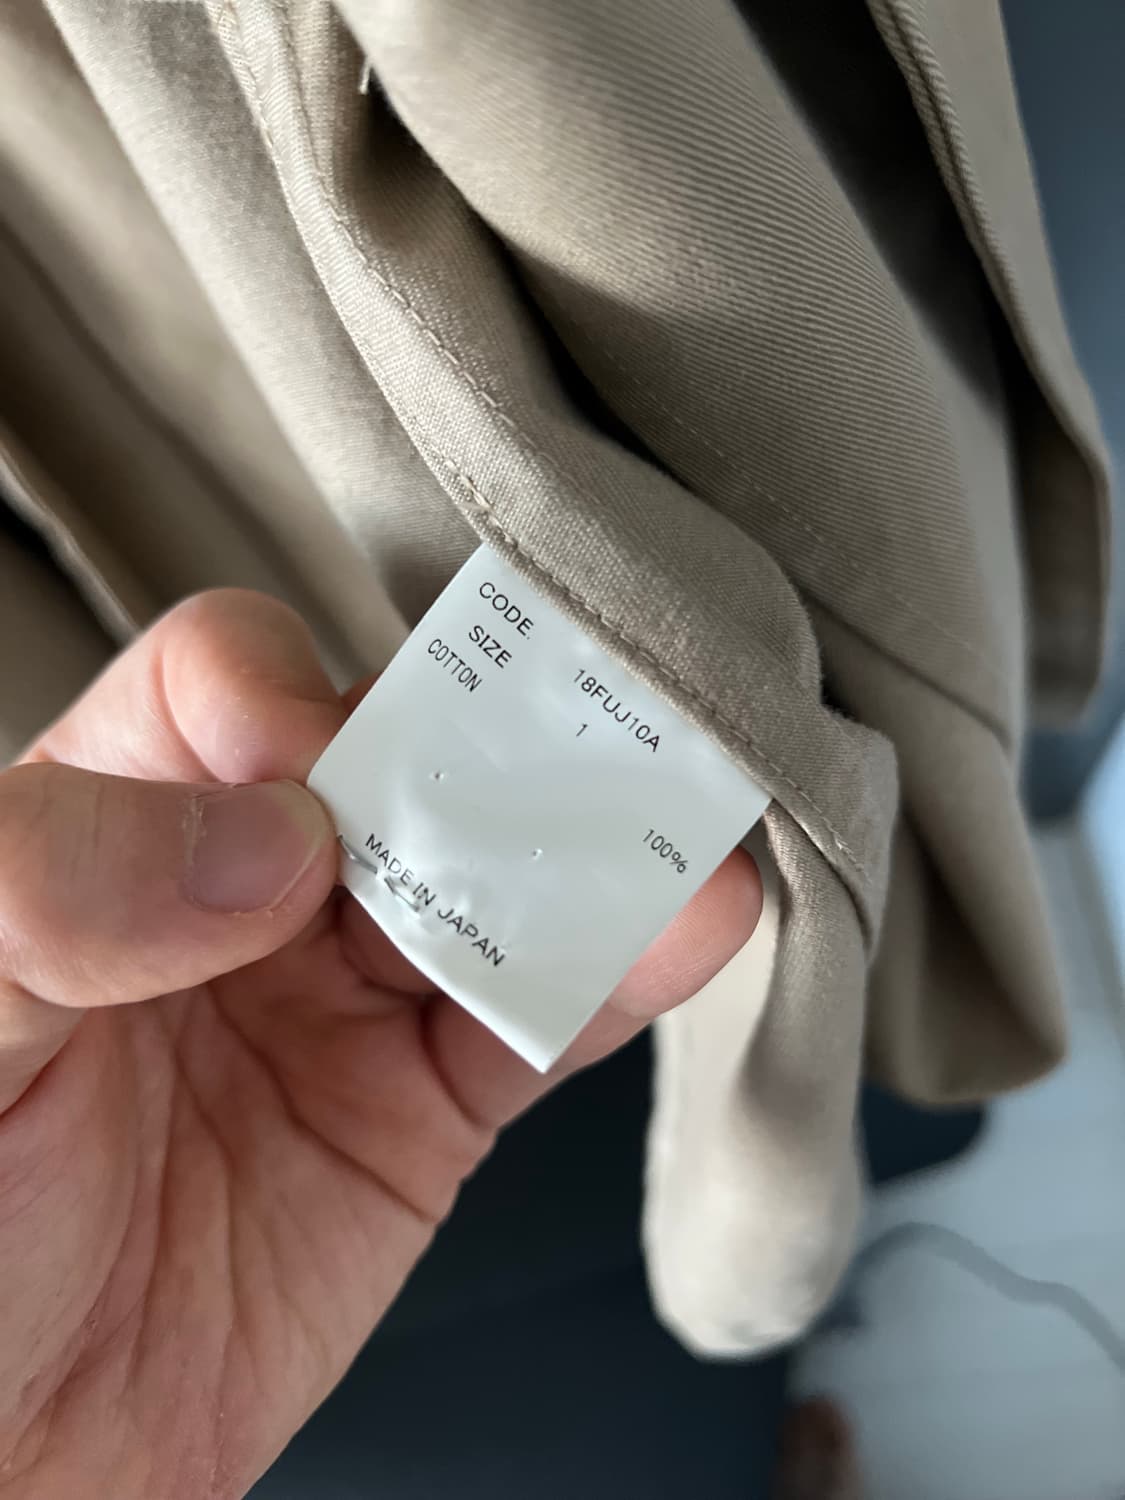 CODE. 18FUJ10A
SIZE 1
COTTON 100%
MADE IN JAPAN